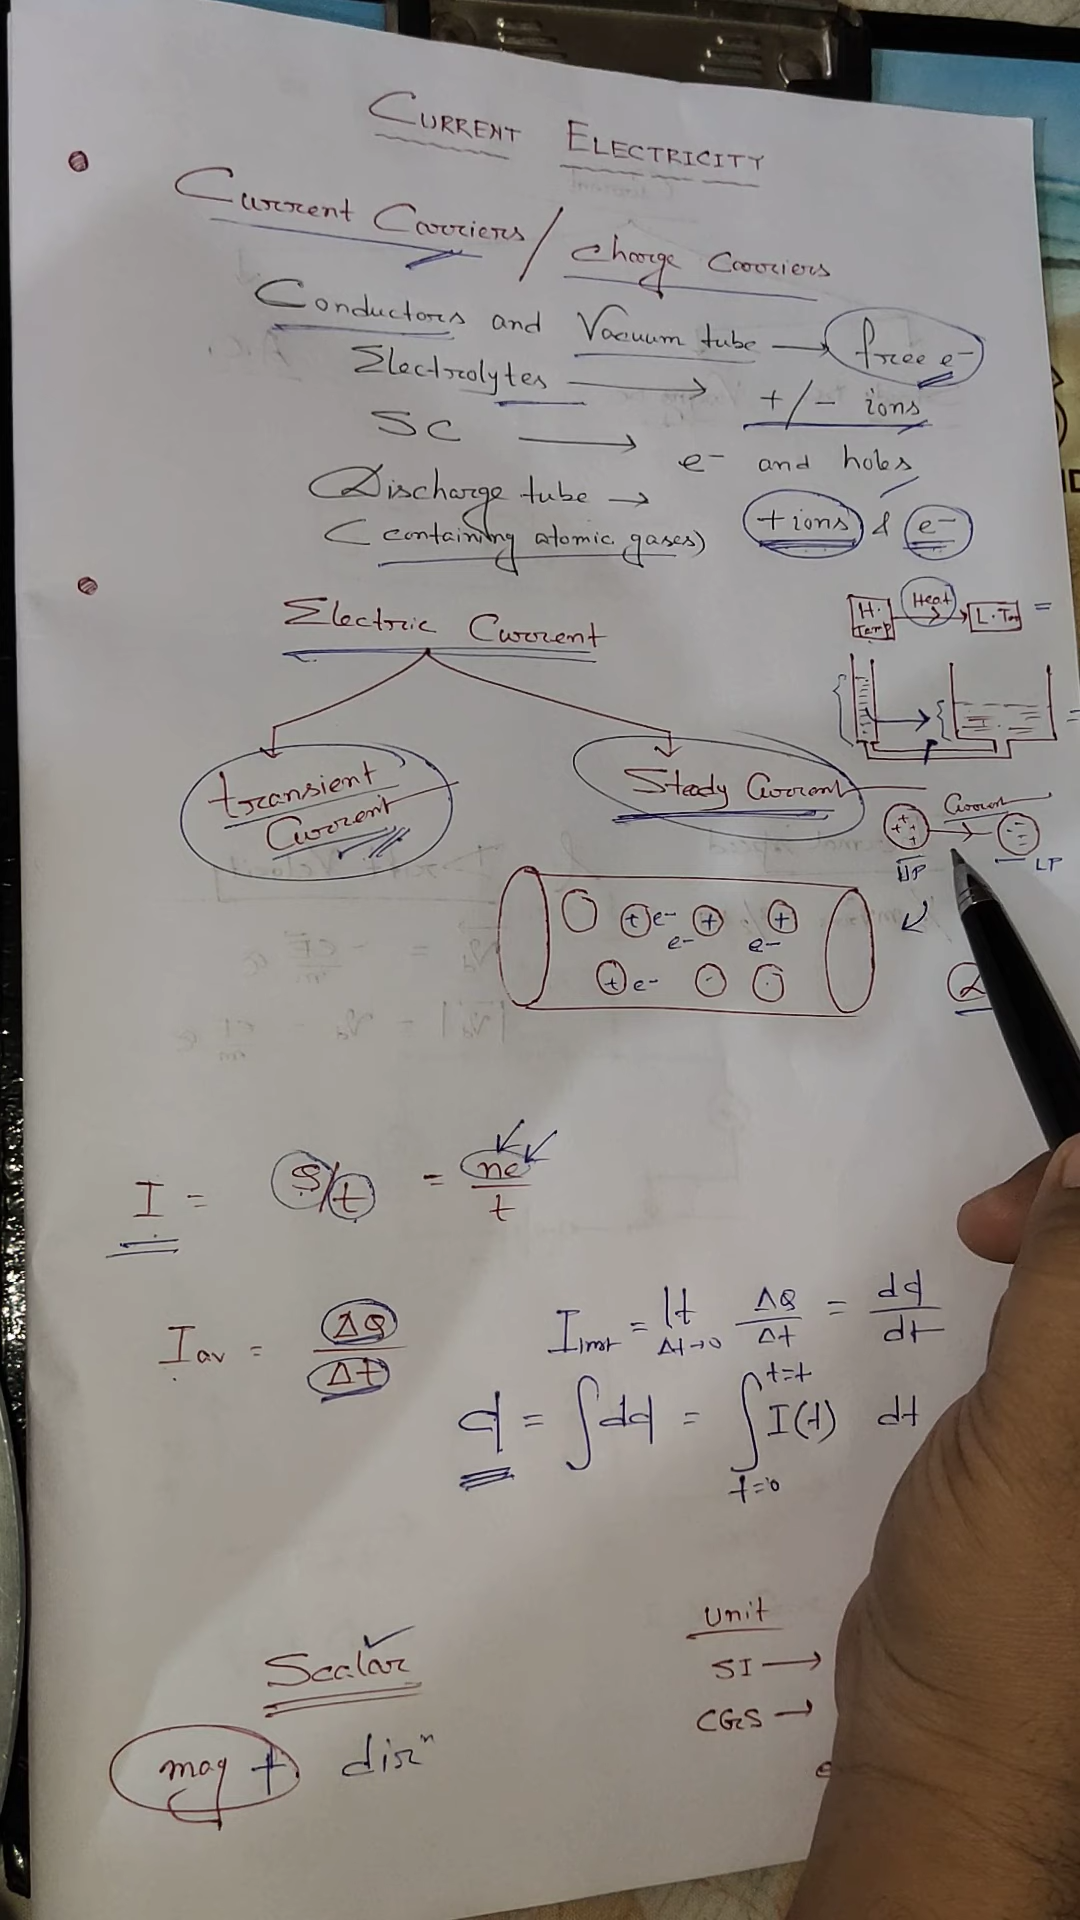 CURRENT ELECTRICITY
Current Carriers / Charge Carriers
Conductors and Vacuum tube → free e-
Electrolytes → +/- ions
SC → e- and holes
Discharge tube →
(containing atomic gases) + ions & e-
Electric Current
H. Temp Heat L. Tem
transient Current
Steady Current
+ + + + Current - - -
HP LP
+ e- + +
e- e-
+ e-
I = Q/t = ne/t
Iav = ΔQ/Δt
Iinst = lt Δt→0 ΔQ/Δt = dq/dt
q = ∫dq = ∫ t=0 t=t I(t) dt
Scalar
mag + dirⁿ
Unit
SI →
CGS →